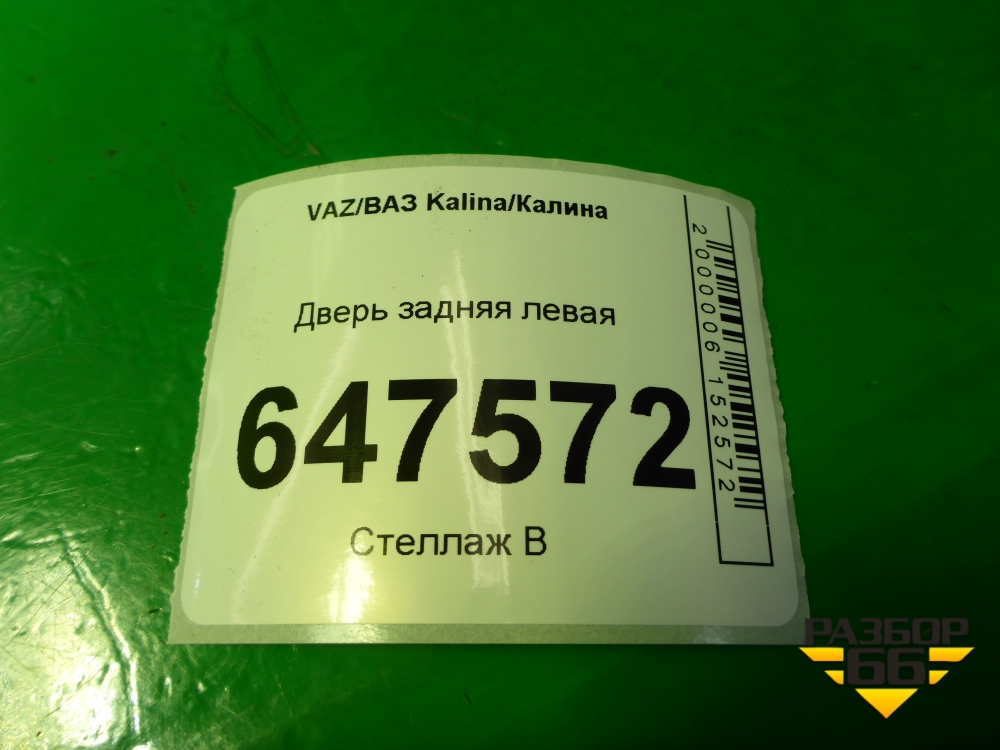 VAZ/ВАЗ Kalina/Калина
Дверь задняя левая
647572
Стеллаж В
2000006152572
РАЗБОР
66